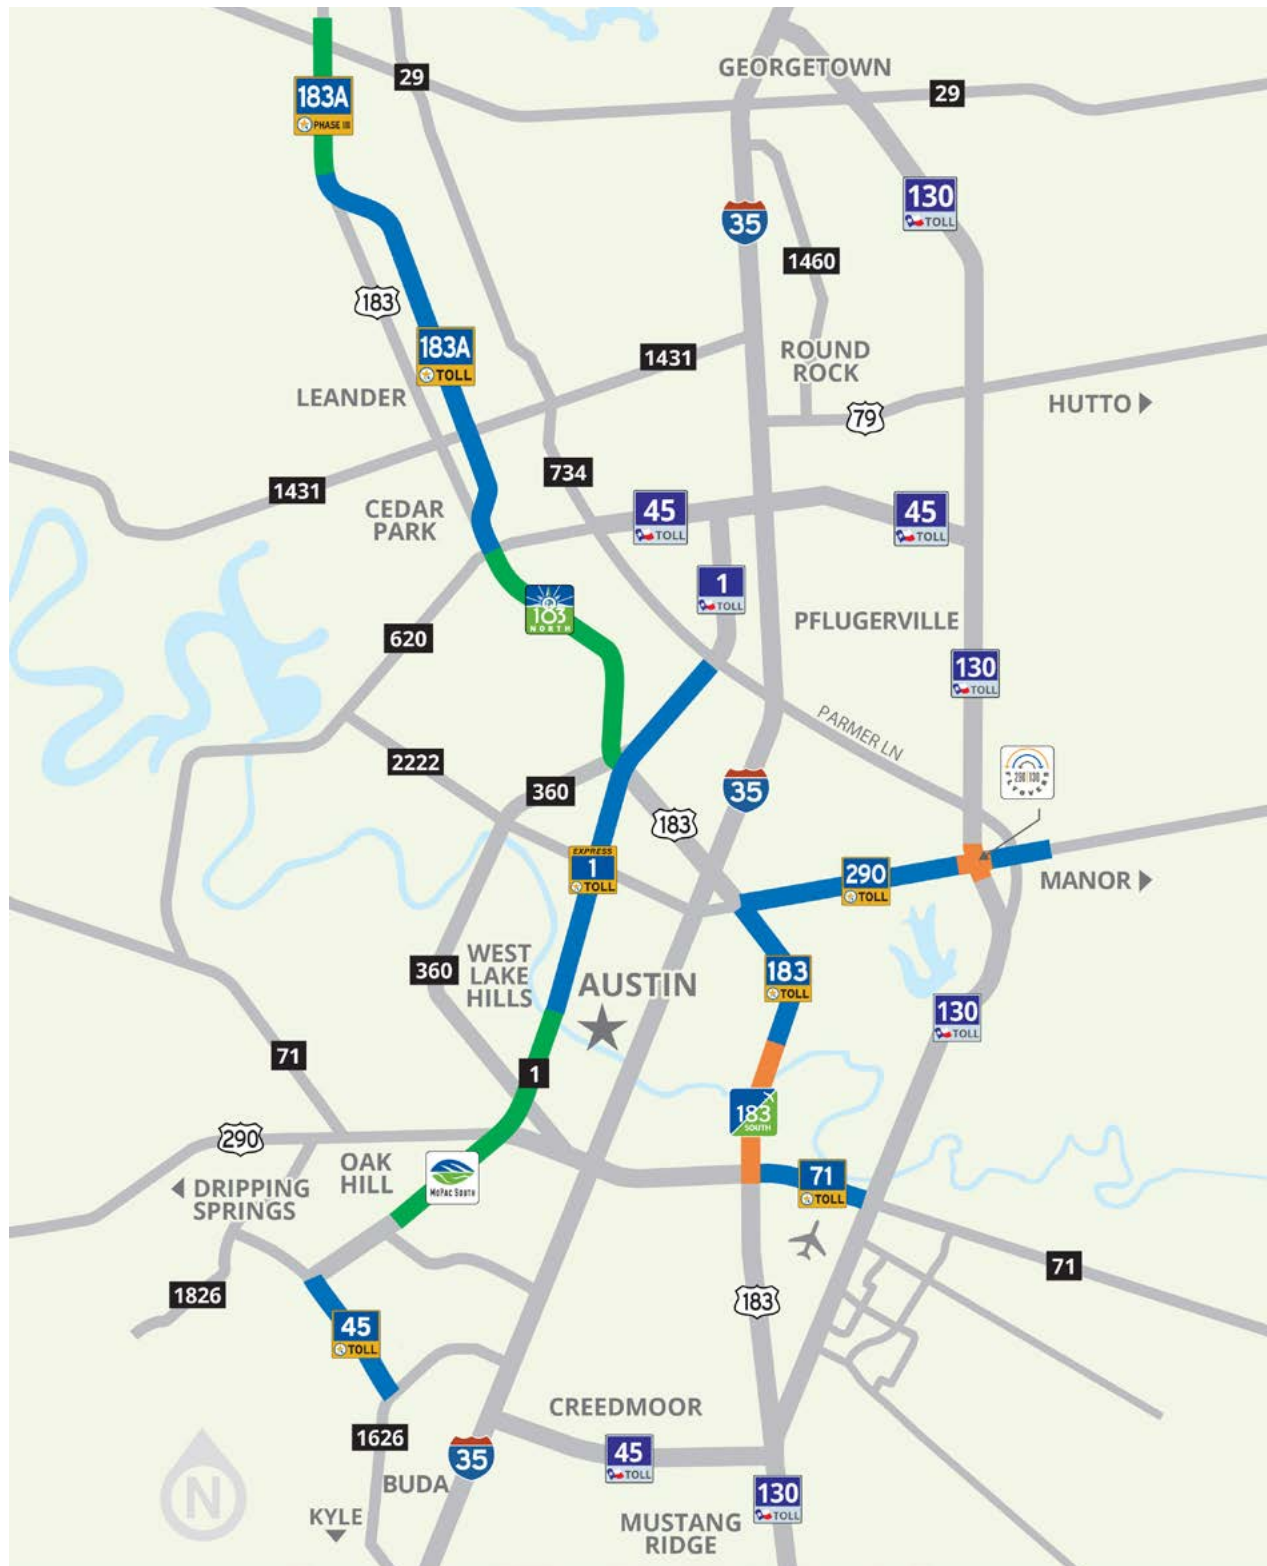 GEORGETOWN
29
29
183A
PHASE III
130
TOLL
35
1460
183
183A
TOLL
1431
ROUND
ROCK
LEANDER
HUTTO
79
734
1431
CEDAR
PARK
45
TOLL
45
TOLL
1
TOLL
183
NORTH
PFLUGERVILLE
620
130
TOLL
PARMER LN
2222
360
35
290 130
FLYOVERS
183
EXPRESS
1
TOLL
290
TOLL
MANOR
WEST
LAKE
HILLS
360
AUSTIN
183
TOLL
130
TOLL
71
1
183
SOUTH
290
OAK
HILL
MoPac South
71
TOLL
DRIPPING
SPRINGS
71
1826
183
45
TOLL
CREEDMOOR
1626
35
45
TOLL
BUDA
130
TOLL
N
KYLE
MUSTANG
RIDGE